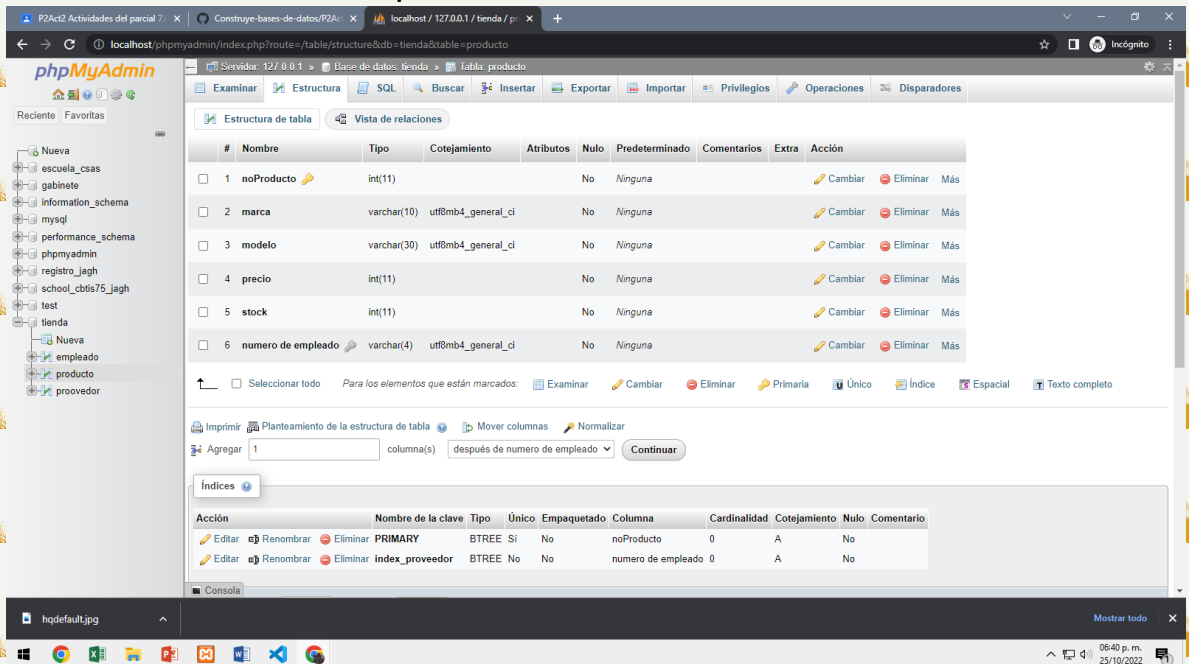 P2Act2 Actividades del parcial 7. Construye-bases-de-datos/P2Ac localhost / 127.0.0.1 / tienda / pr
localhost/phpmyadmin/index.php?route=/table/structure&db=tienda&table=producto Incógnito
phpMyAdmin
Reciente Favoritas
Nueva
escuela_csas
gabinete
information_schema
mysql
performance_schema
phpmyadmin
registro_jagh
school_cbtis75_jagh
test
tienda
Nueva
empleado
producto
proovedor
Servidor: 127.0.0.1 » Base de datos: tienda » Tabla: producto
Examinar Estructura SQL Buscar Insertar Exportar Importar Privilegios Operaciones Disparadores
Estructura de tabla Vista de relaciones
# Nombre Tipo Cotejamiento Atributos Nulo Predeterminado Comentarios Extra Acción
1 noProducto int(11) No Ninguna Cambiar Eliminar Más
2 marca varchar(10) utf8mb4_general_ci No Ninguna Cambiar Eliminar Más
3 modelo varchar(30) utf8mb4_general_ci No Ninguna Cambiar Eliminar Más
4 precio int(11) No Ninguna Cambiar Eliminar Más
5 stock int(11) No Ninguna Cambiar Eliminar Más
6 numero de empleado varchar(4) utf8mb4_general_ci No Ninguna Cambiar Eliminar Más
Seleccionar todo Para los elementos que están marcados: Examinar Cambiar Eliminar Primaria Único Índice Espacial Texto completo
Imprimir Planteamiento de la estructura de tabla Mover columnas Normalizar
Agregar 1 columna(s) después de numero de empleado Continuar
Índices
Acción Nombre de la clave Tipo Único Empaquetado Columna Cardinalidad Cotejamiento Nulo Comentario
Editar Renombrar Eliminar PRIMARY BTREE Sí No noProducto 0 A No
Editar Renombrar Eliminar index_proveedor BTREE No No numero de empleado 0 A No
Consola
hqdefault.jpg Mostrar todo
06:40 p. m.
25/10/2022